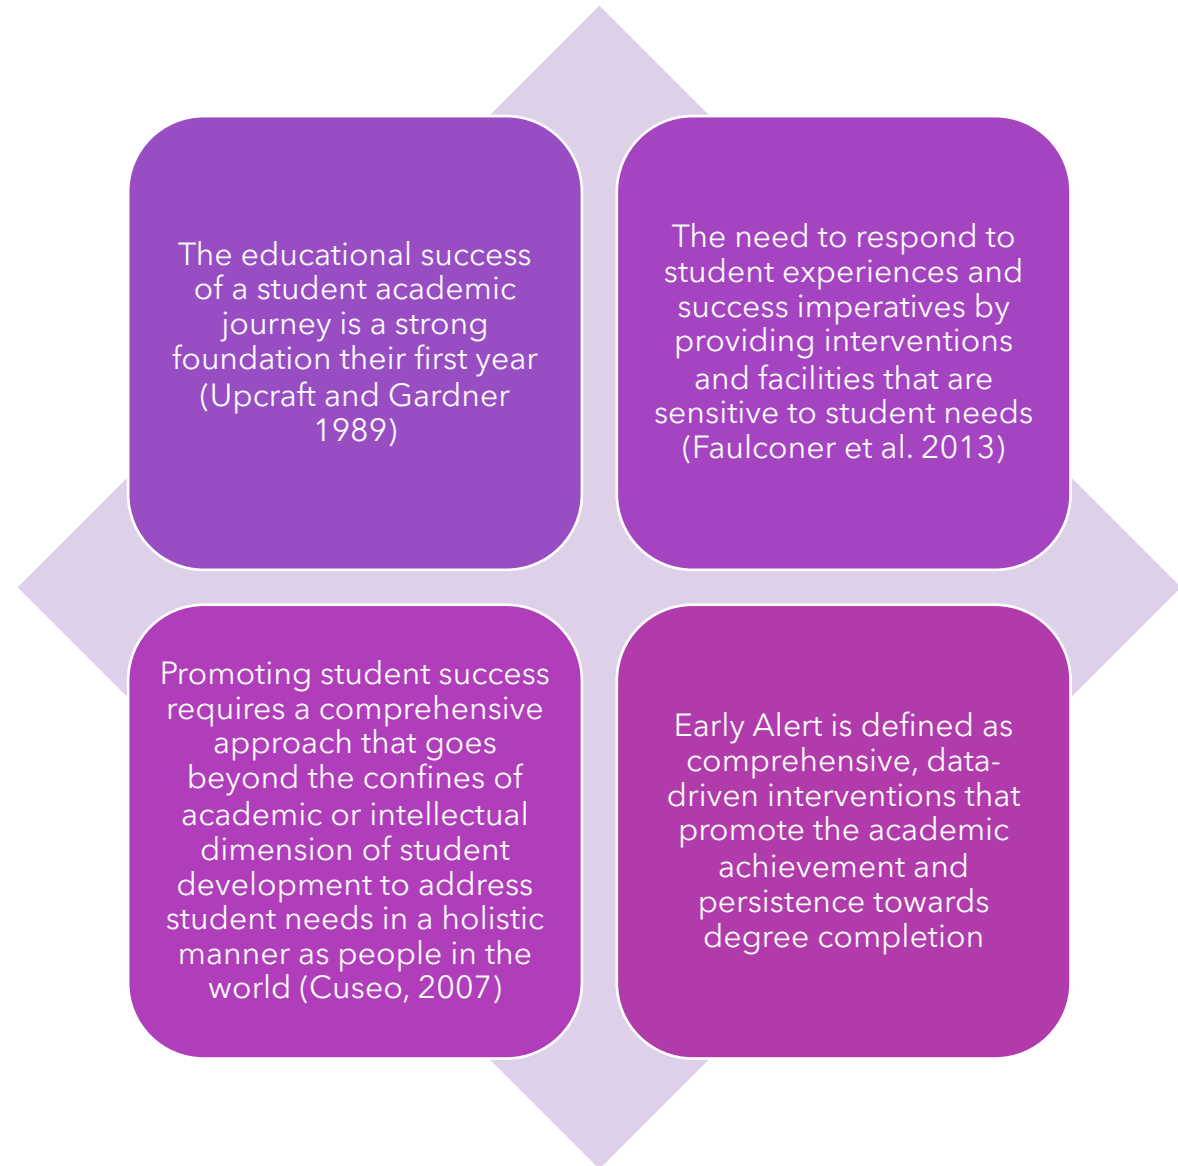 The educational success
of a student academic
journey is a strong
foundation their first year
(Upcraft and Gardner
1989)
The need to respond to
student experiences and
success imperatives by
providing interventions
and facilities that are
sensitive to student needs
(Faulconer et al. 2013)
Promoting student success
requires a comprehensive
approach that goes
beyond the confines of
academic or intellectual
dimension of student
development to address
student needs in a holistic
manner as people in the
world (Cuseo, 2007)
Early Alert is defined as
comprehensive, data-
driven interventions that
promote the academic
achievement and
persistence towards
degree completion